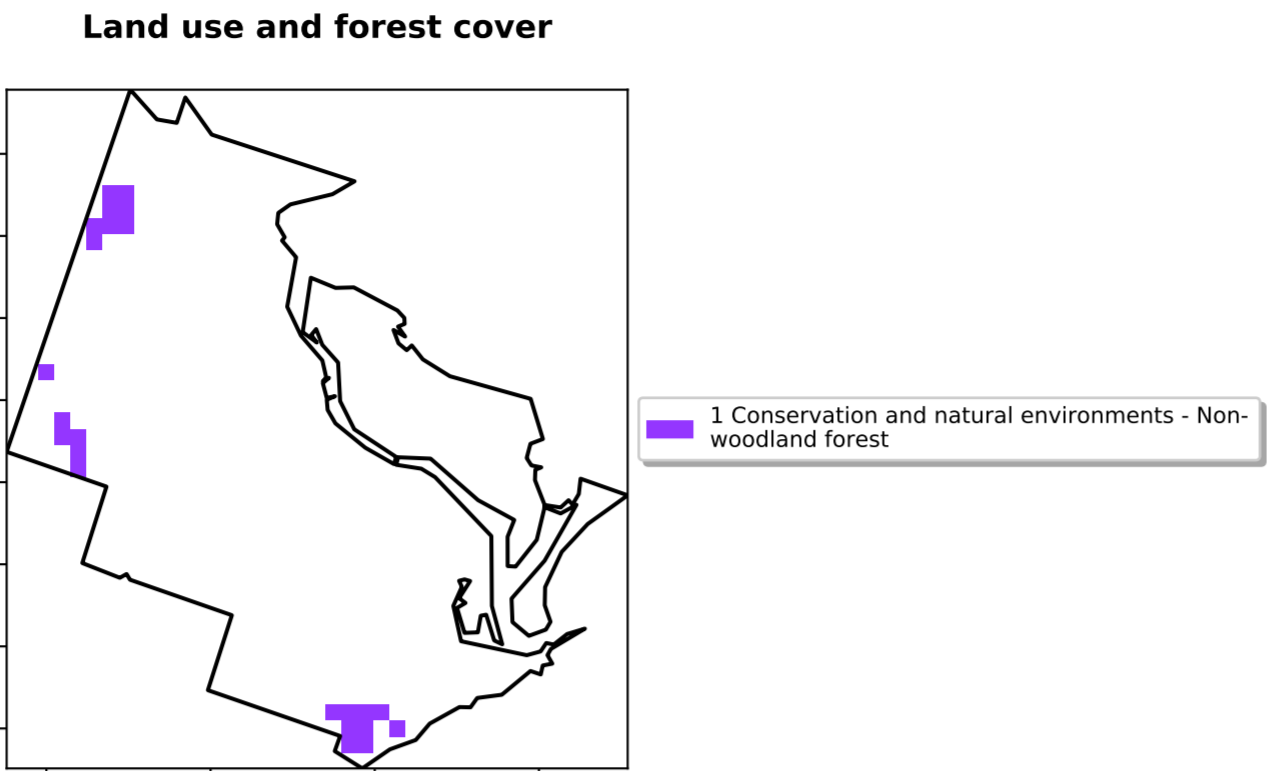 Land use and forest cover
1 Conservation and natural environments - Non-
woodland forest